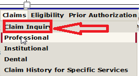 Claims Eligibility Prior Authorization
Claim Inquiry
Professional
Institutional
Dental
Claim History for Specific Services